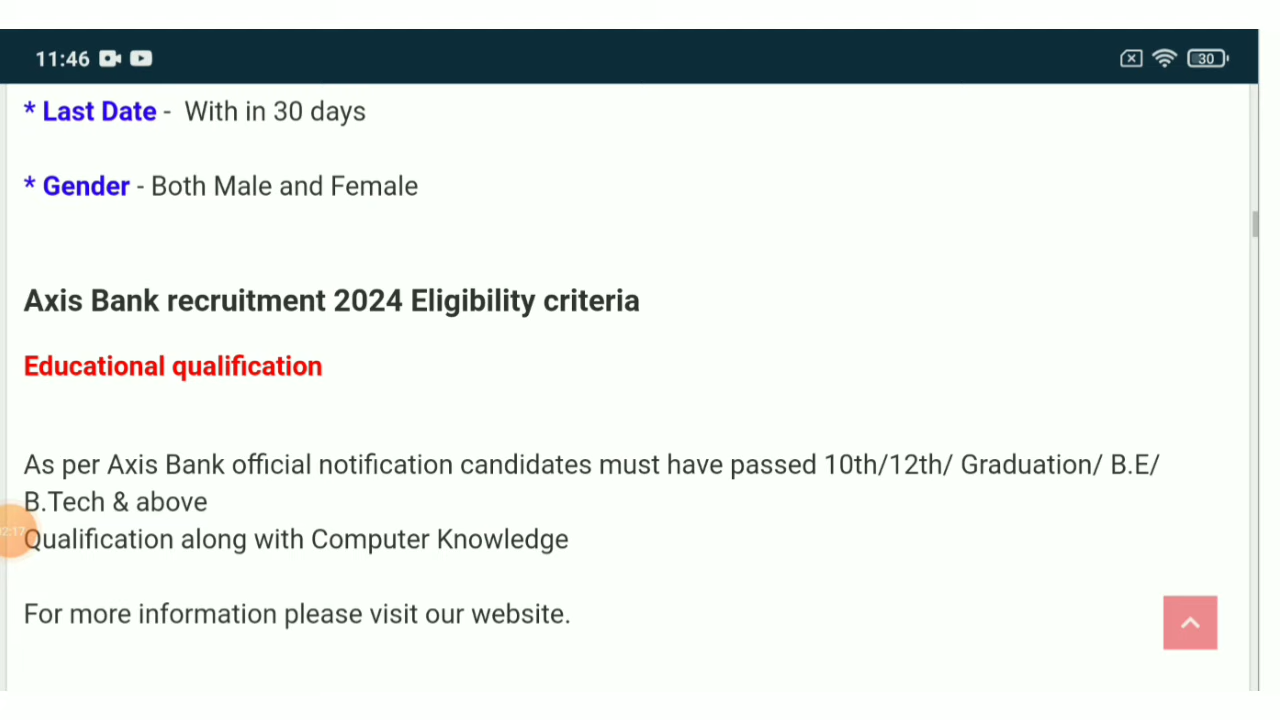 11:46
30
* Last Date - With in 30 days
* Gender - Both Male and Female
Axis Bank recruitment 2024 Eligibility criteria
Educational qualification
As per Axis Bank official notification candidates must have passed 10th/12th/ Graduation/ B.E/
B.Tech & above
02:17
Qualification along with Computer Knowledge
For more information please visit our website.